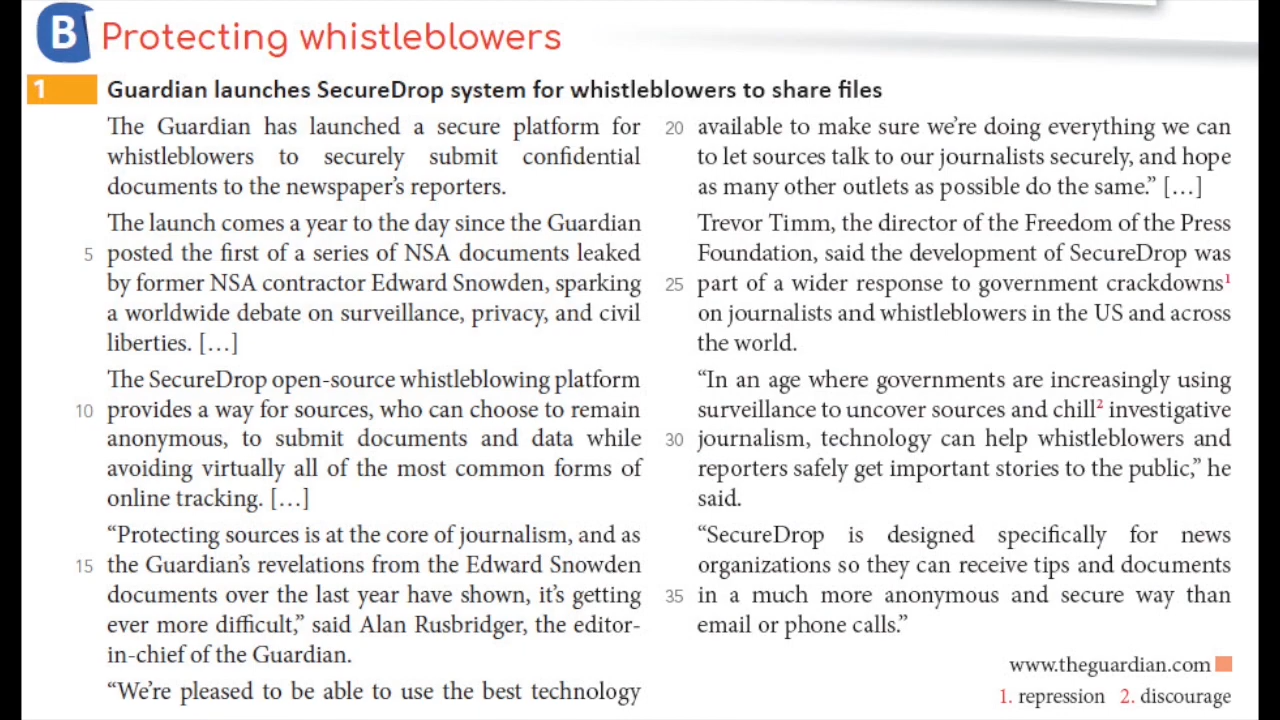 B Protecting whistleblowers
1 Guardian launches SecureDrop system for whistleblowers to share files
The Guardian has launched a secure platform for
whistleblowers to securely submit confidential
documents to the newspaper's reporters.
The launch comes a year to the day since the Guardian
5 posted the first of a series of NSA documents leaked
by former NSA contractor Edward Snowden, sparking
a worldwide debate on surveillance, privacy, and civil
liberties. […]
The SecureDrop open-source whistleblowing platform
10 provides a way for sources, who can choose to remain
anonymous, to submit documents and data while
avoiding virtually all of the most common forms of
online tracking. […]
“Protecting sources is at the core of journalism, and as
15 the Guardian's revelations from the Edward Snowden
documents over the last year have shown, it's getting
ever more difficult,” said Alan Rusbridger, the editor-
in-chief of the Guardian.
“We're pleased to be able to use the best technology
20 available to make sure we're doing everything we can
to let sources talk to our journalists securely, and hope
as many other outlets as possible do the same.” […]
Trevor Timm, the director of the Freedom of the Press
Foundation, said the development of SecureDrop was
25 part of a wider response to government crackdowns¹
on journalists and whistleblowers in the US and across
the world.
“In an age where governments are increasingly using
surveillance to uncover sources and chill² investigative
30 journalism, technology can help whistleblowers and
reporters safely get important stories to the public,” he
said.
“SecureDrop is designed specifically for news
organizations so they can receive tips and documents
35 in a much more anonymous and secure way than
email or phone calls.”
www.theguardian.com
1. repression 2. discourage